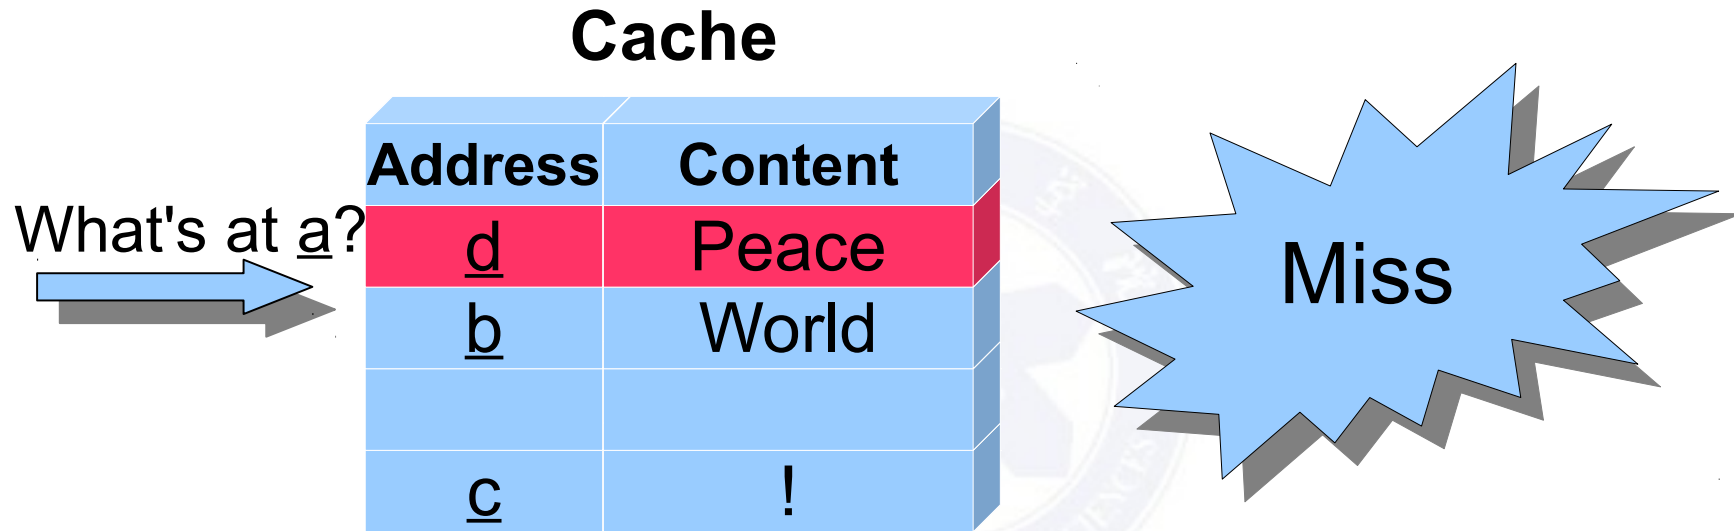 Cache
Address Content
What's at a?
d Peace
b World
c !
Miss